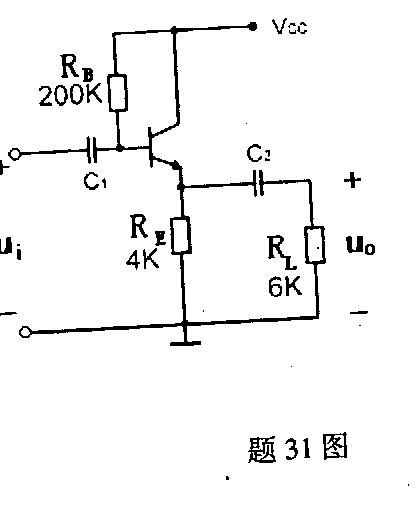 Vcc
R_B
200K
C₁
C₂
+
+
u_i
R_E
4K
R_L
6K
u_o
−
−
题 31 图